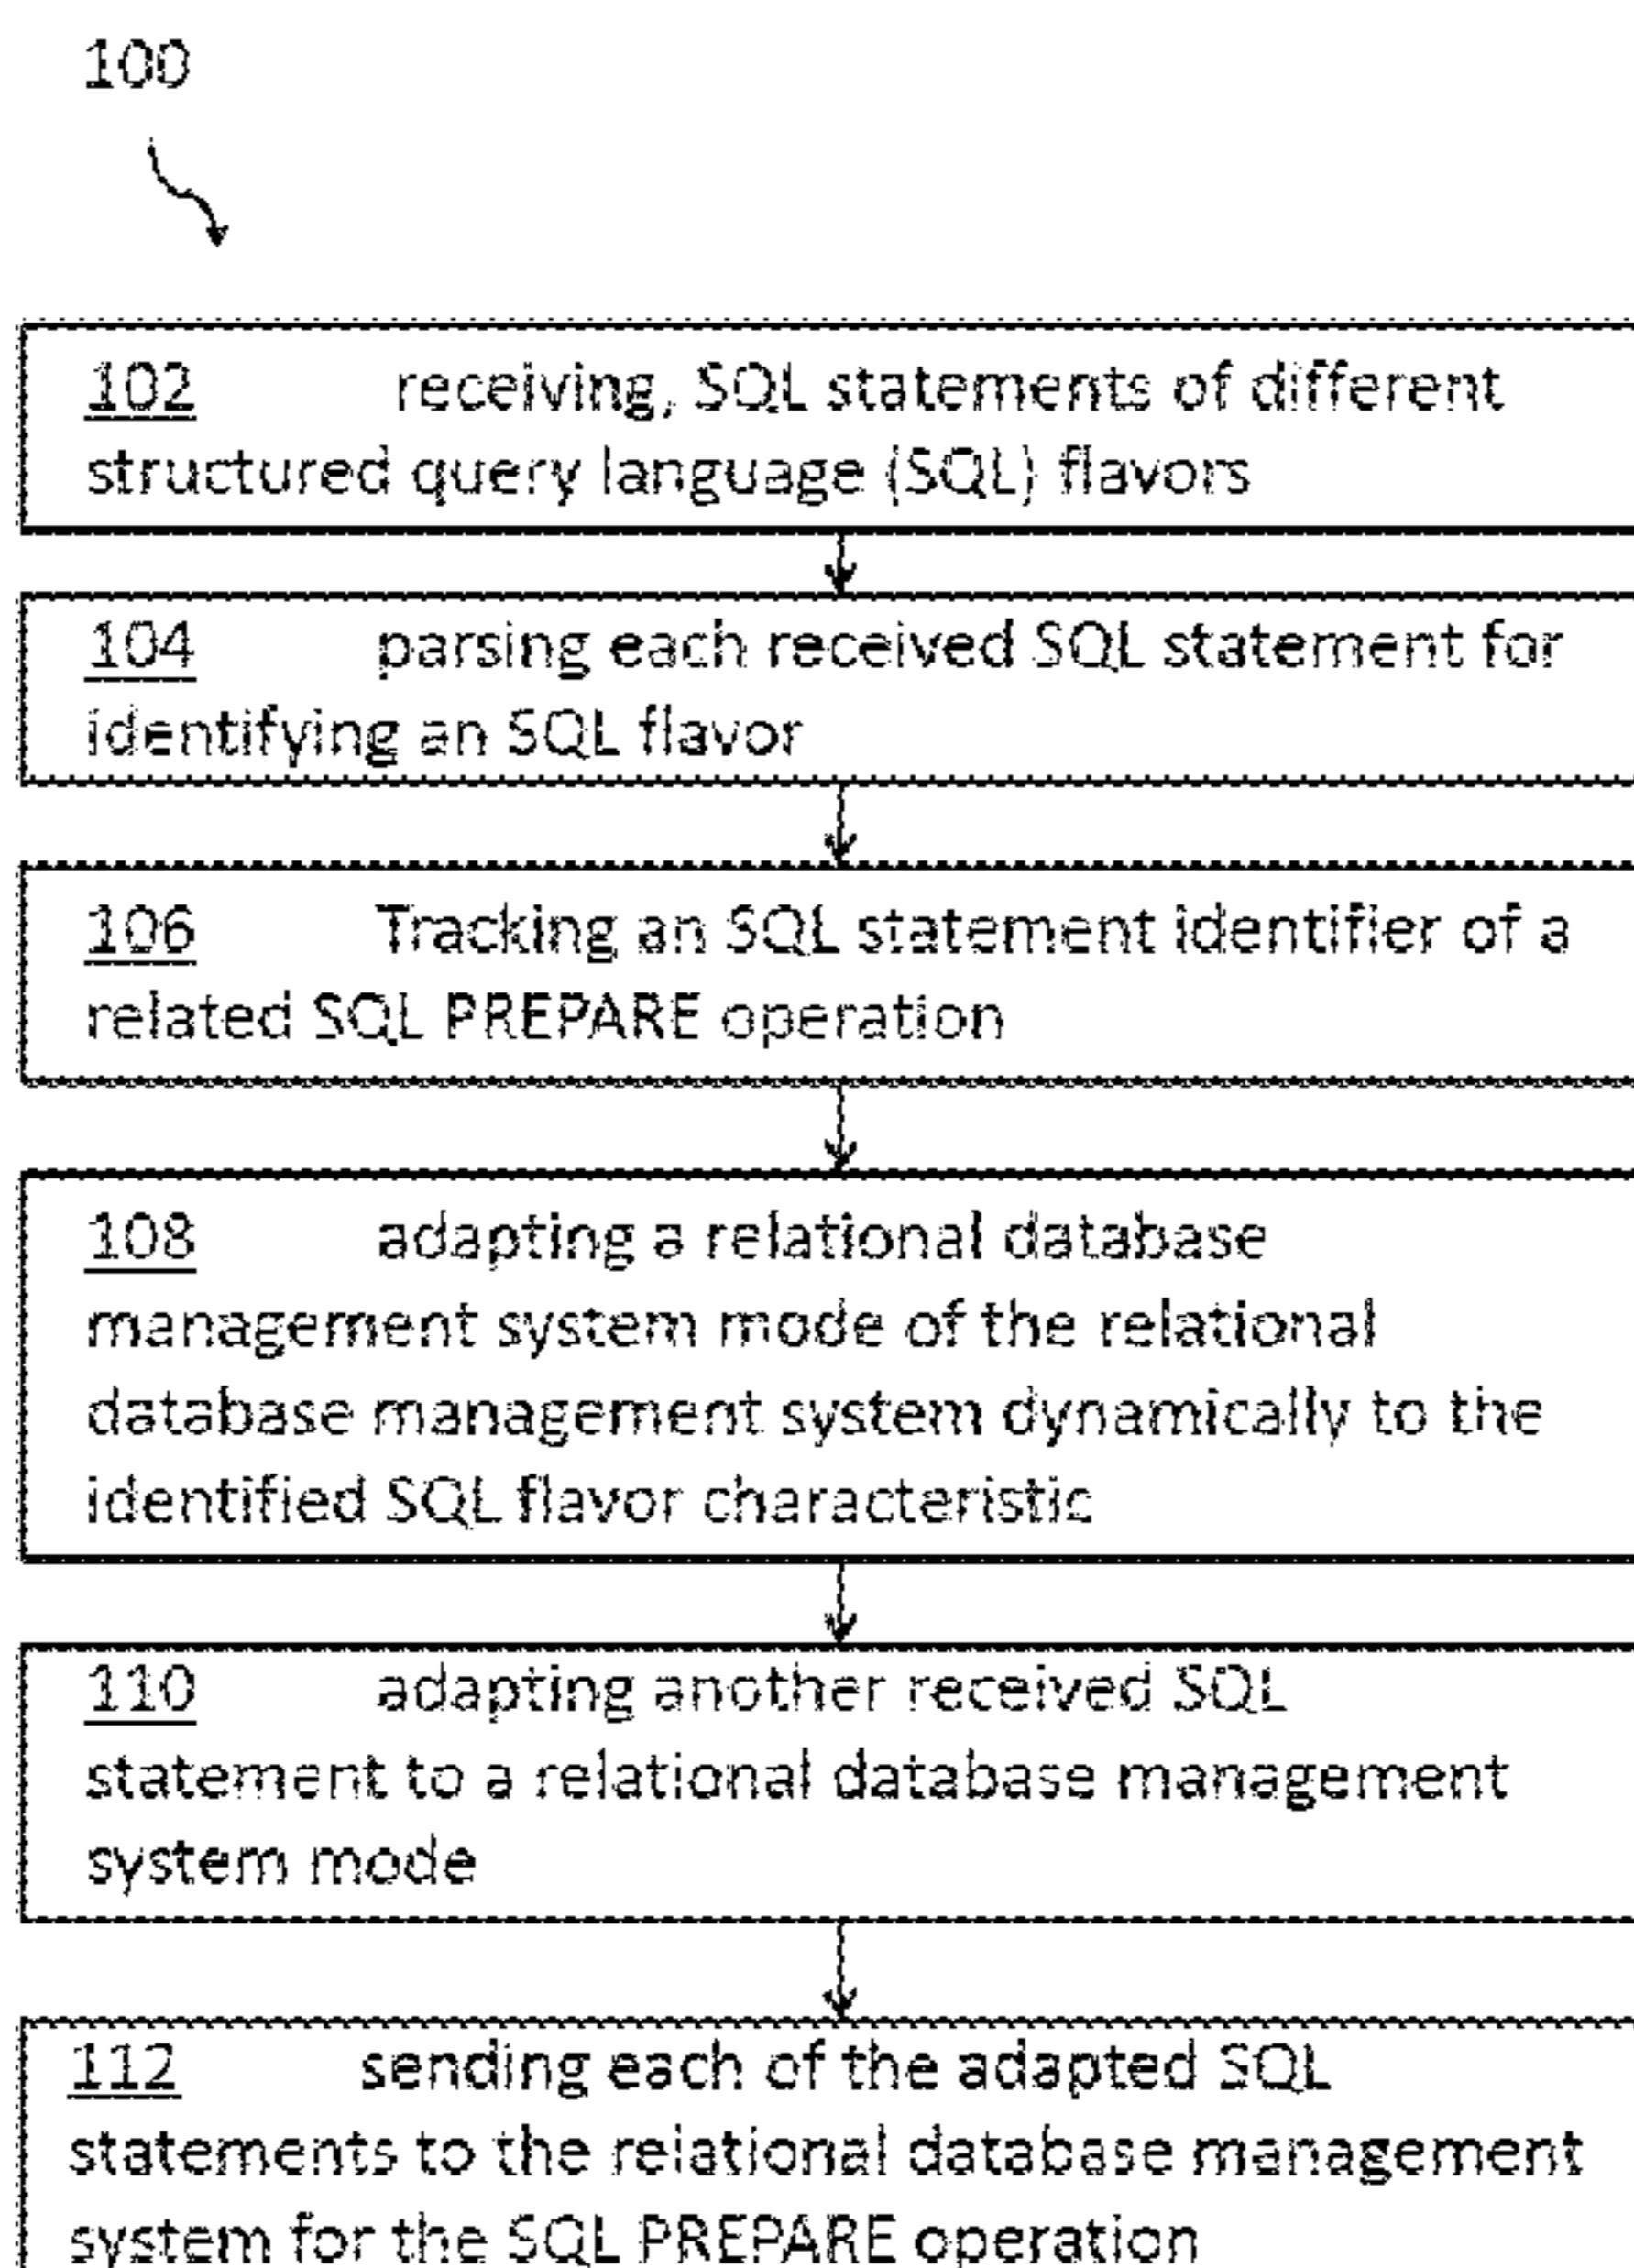 100
102 receiving, SQL statements of different
structured query language (SQL) flavors
104 parsing each received SQL statement for
identifying an SQL flavor
106 Tracking an SQL statement identifier of a
related SQL PREPARE operation
108 adapting a relational database
management system mode of the relational
database management system dynamically to the
identified SQL flavor characteristic
110 adapting another received SQL
statement to a relational database management
system mode
112 sending each of the adapted SQL
statements to the relational database management
system for the SQL PREPARE operation